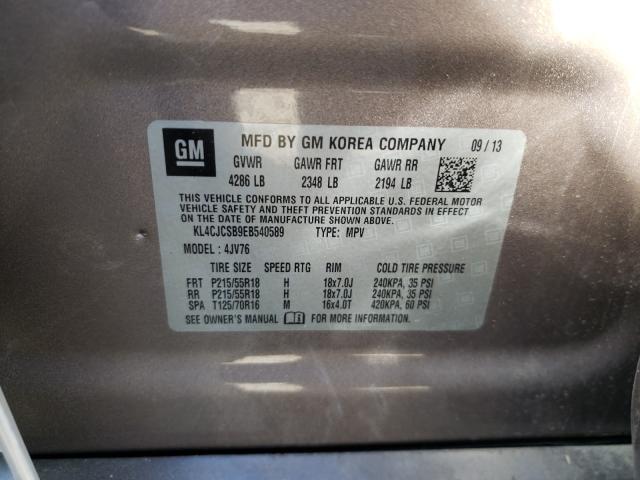 GM MFD BY GM KOREA COMPANY 09/13
GVWR GAWR FRT GAWR RR
4286 LB 2348 LB 2194 LB
THIS VEHICLE CONFORMS TO ALL APPLICABLE U.S. FEDERAL MOTOR
VEHICLE SAFETY AND THEFT PREVENTION STANDARDS IN EFFECT
ON THE DATE OF MANUFACTURE SHOWN ABOVE.
KL4CJCSB9EB540589 TYPE: MPV
MODEL: 4JV76
TIRE SIZE SPEED RTG RIM COLD TIRE PRESSURE
FRT P215/55R18 H 18x7.0J 240KPA, 35 PSI
RR P215/55R18 H 18x7.0J 240KPA, 35 PSI
SPA T125/70R16 M 16x4.0T 420KPA, 60 PSI
SEE OWNER'S MANUAL FOR MORE INFORMATION.